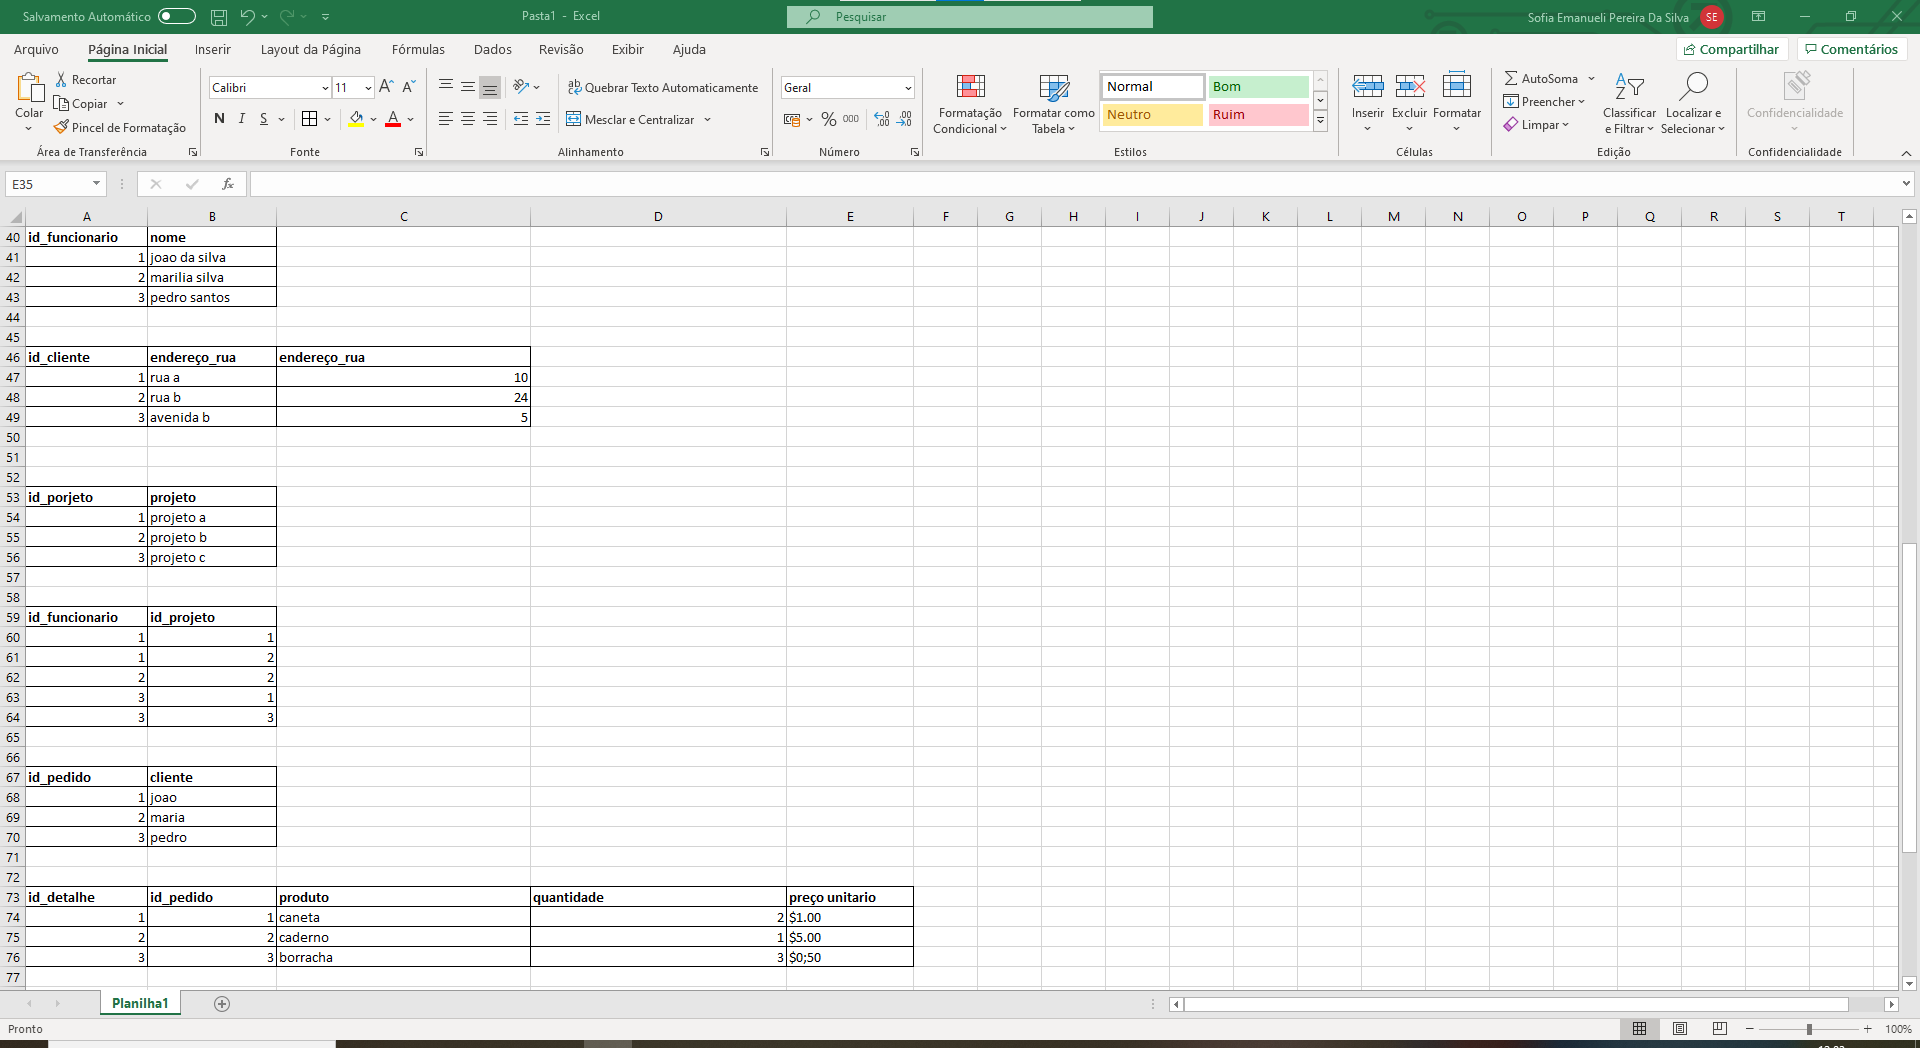 Salvamento Automático
Pasta1 - Excel
Pesquisar
Sofia Emanueli Pereira Da Silva
SE
Arquivo Página Inicial Inserir Layout da Página Fórmulas Dados Revisão Exibir Ajuda
Compartilhar
Comentários
Colar
Recortar
Copiar
Pincel de Formatação
Área de Transferência
Calibri 11
N I S
Fonte
Quebrar Texto Automaticamente
Mesclar e Centralizar
Alinhamento
Geral
% 000
Número
Formatação Condicional
Formatar como Tabela
Normal Bom
Neutro Ruim
Estilos
Inserir Excluir Formatar
Células
AutoSoma
Preencher
Limpar
Classificar e Filtrar
Localizar e Selecionar
Edição
Confidencialidade
Confidencialidade
E35
fx
A B C D E F G H I J K L M N O P Q R S T
40 id_funcionario nome
41 1 joao da silva
42 2 marilia silva
43 3 pedro santos
44
45
46 id_cliente endereço_rua endereço_rua
47 1 rua a 10
48 2 rua b 24
49 3 avenida b 5
50
51
52
53 id_porjeto projeto
54 1 projeto a
55 2 projeto b
56 3 projeto c
57
58
59 id_funcionario id_projeto
60 1 1
61 1 2
62 2 2
63 3 1
64 3 3
65
66
67 id_pedido cliente
68 1 joao
69 2 maria
70 3 pedro
71
72
73 id_detalhe id_pedido produto quantidade preço unitario
74 1 1 caneta 2 $1.00
75 2 2 caderno 1 $5.00
76 3 3 borracha 3 $0;50
77
Planilha1
Pronto
100%